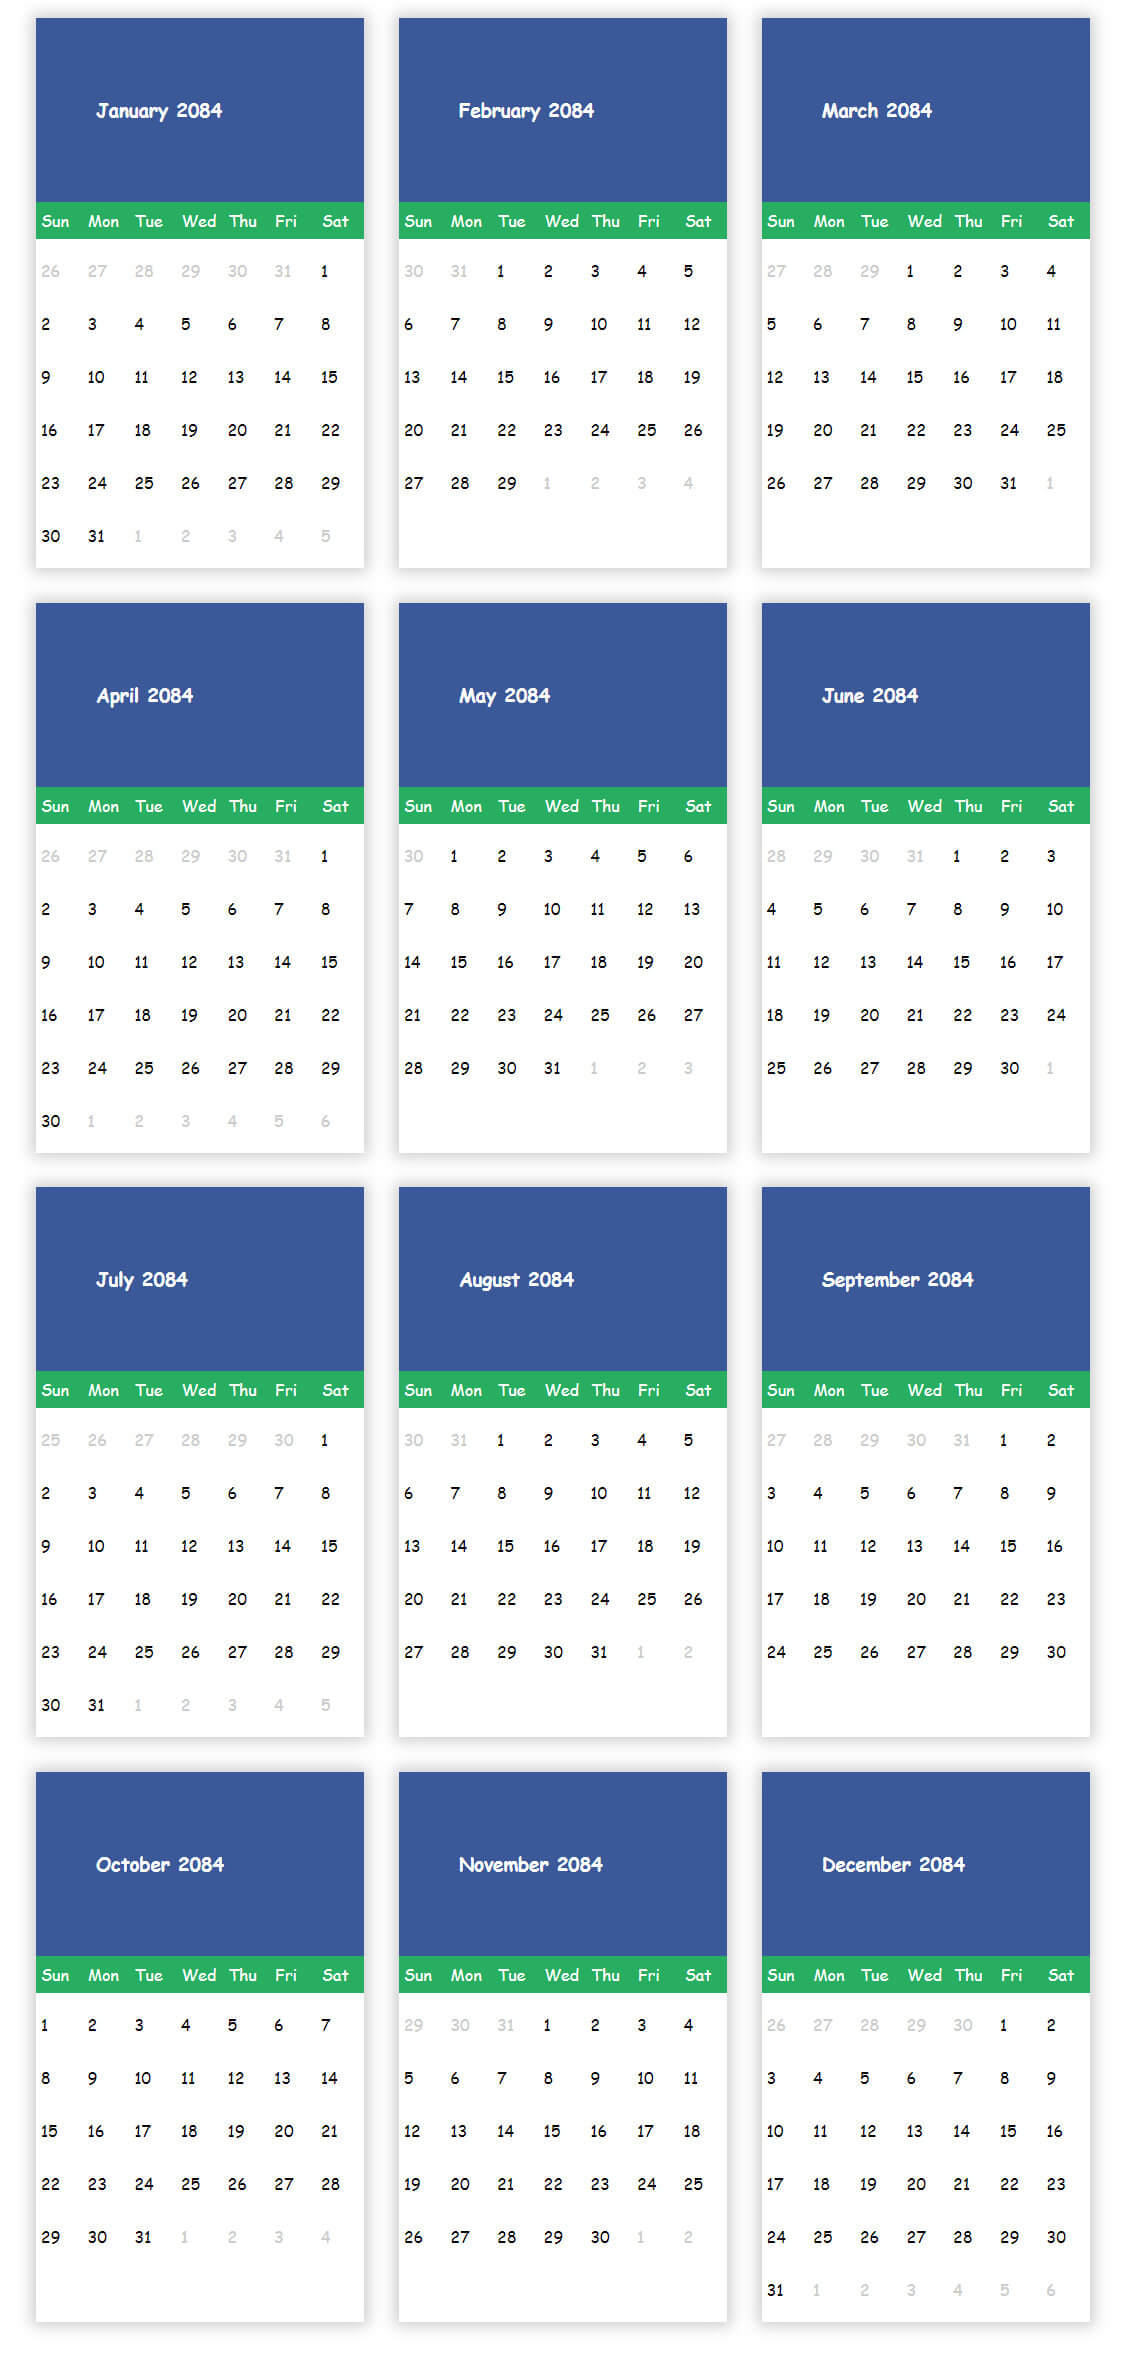 January 2084
Sun Mon Tue Wed Thu Fri Sat
26 27 28 29 30 31 1
2 3 4 5 6 7 8
9 10 11 12 13 14 15
16 17 18 19 20 21 22
23 24 25 26 27 28 29
30 31 1 2 3 4 5
February 2084
Sun Mon Tue Wed Thu Fri Sat
30 31 1 2 3 4 5
6 7 8 9 10 11 12
13 14 15 16 17 18 19
20 21 22 23 24 25 26
27 28 29 1 2 3 4
March 2084
Sun Mon Tue Wed Thu Fri Sat
27 28 29 1 2 3 4
5 6 7 8 9 10 11
12 13 14 15 16 17 18
19 20 21 22 23 24 25
26 27 28 29 30 31 1
April 2084
Sun Mon Tue Wed Thu Fri Sat
26 27 28 29 30 31 1
2 3 4 5 6 7 8
9 10 11 12 13 14 15
16 17 18 19 20 21 22
23 24 25 26 27 28 29
30 1 2 3 4 5 6
May 2084
Sun Mon Tue Wed Thu Fri Sat
30 1 2 3 4 5 6
7 8 9 10 11 12 13
14 15 16 17 18 19 20
21 22 23 24 25 26 27
28 29 30 31 1 2 3
June 2084
Sun Mon Tue Wed Thu Fri Sat
28 29 30 31 1 2 3
4 5 6 7 8 9 10
11 12 13 14 15 16 17
18 19 20 21 22 23 24
25 26 27 28 29 30 1
July 2084
Sun Mon Tue Wed Thu Fri Sat
25 26 27 28 29 30 1
2 3 4 5 6 7 8
9 10 11 12 13 14 15
16 17 18 19 20 21 22
23 24 25 26 27 28 29
30 31 1 2 3 4 5
August 2084
Sun Mon Tue Wed Thu Fri Sat
30 31 1 2 3 4 5
6 7 8 9 10 11 12
13 14 15 16 17 18 19
20 21 22 23 24 25 26
27 28 29 30 31 1 2
September 2084
Sun Mon Tue Wed Thu Fri Sat
27 28 29 30 31 1 2
3 4 5 6 7 8 9
10 11 12 13 14 15 16
17 18 19 20 21 22 23
24 25 26 27 28 29 30
October 2084
Sun Mon Tue Wed Thu Fri Sat
1 2 3 4 5 6 7
8 9 10 11 12 13 14
15 16 17 18 19 20 21
22 23 24 25 26 27 28
29 30 31 1 2 3 4
November 2084
Sun Mon Tue Wed Thu Fri Sat
29 30 31 1 2 3 4
5 6 7 8 9 10 11
12 13 14 15 16 17 18
19 20 21 22 23 24 25
26 27 28 29 30 1 2
December 2084
Sun Mon Tue Wed Thu Fri Sat
26 27 28 29 30 1 2
3 4 5 6 7 8 9
10 11 12 13 14 15 16
17 18 19 20 21 22 23
24 25 26 27 28 29 30
31 1 2 3 4 5 6